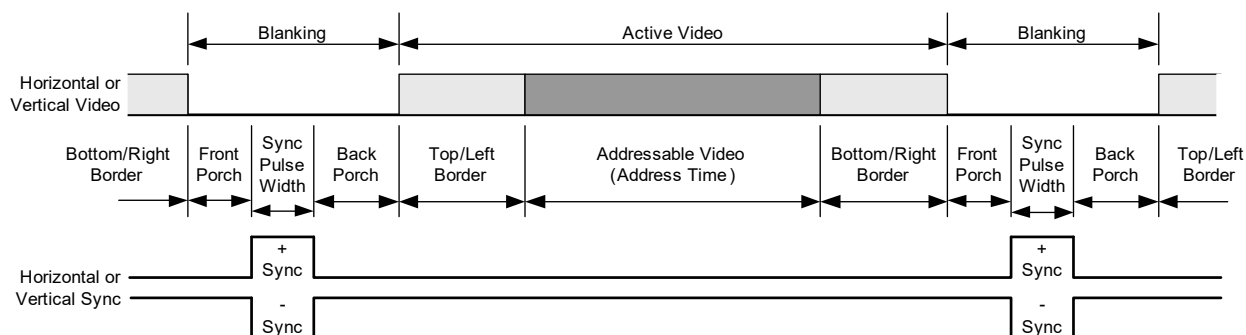 Blanking
Active Video
Blanking
Horizontal or
Vertical Video
Bottom/Right
Border
Front
Porch
Sync
Pulse
Width
Back
Porch
Top/Left
Border
Addressable Video
(Address Time)
Bottom/Right
Border
Front
Porch
Sync
Pulse
Width
Back
Porch
Top/Left
Border
Horizontal or
Vertical Sync
+
Sync
-
Sync
+
Sync
-
Sync